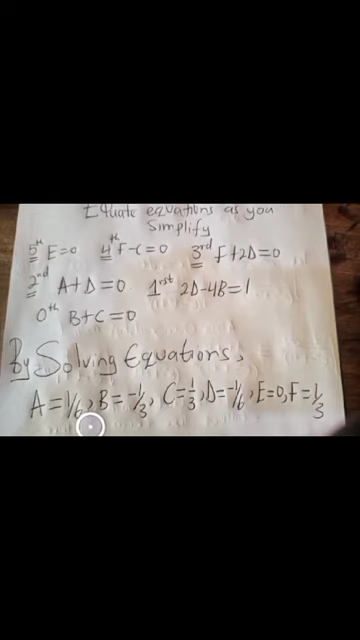 Equate equations as you
Simplify
5th E=0 4th F-C=0 3rd F+2D=0
2nd A+D=0 1rst 2D-4B=1
0th B+C=0
By Solving Equations,
A=1/6, B=-1/3, C=1/3, D=-1/6, E=0, F=1/3